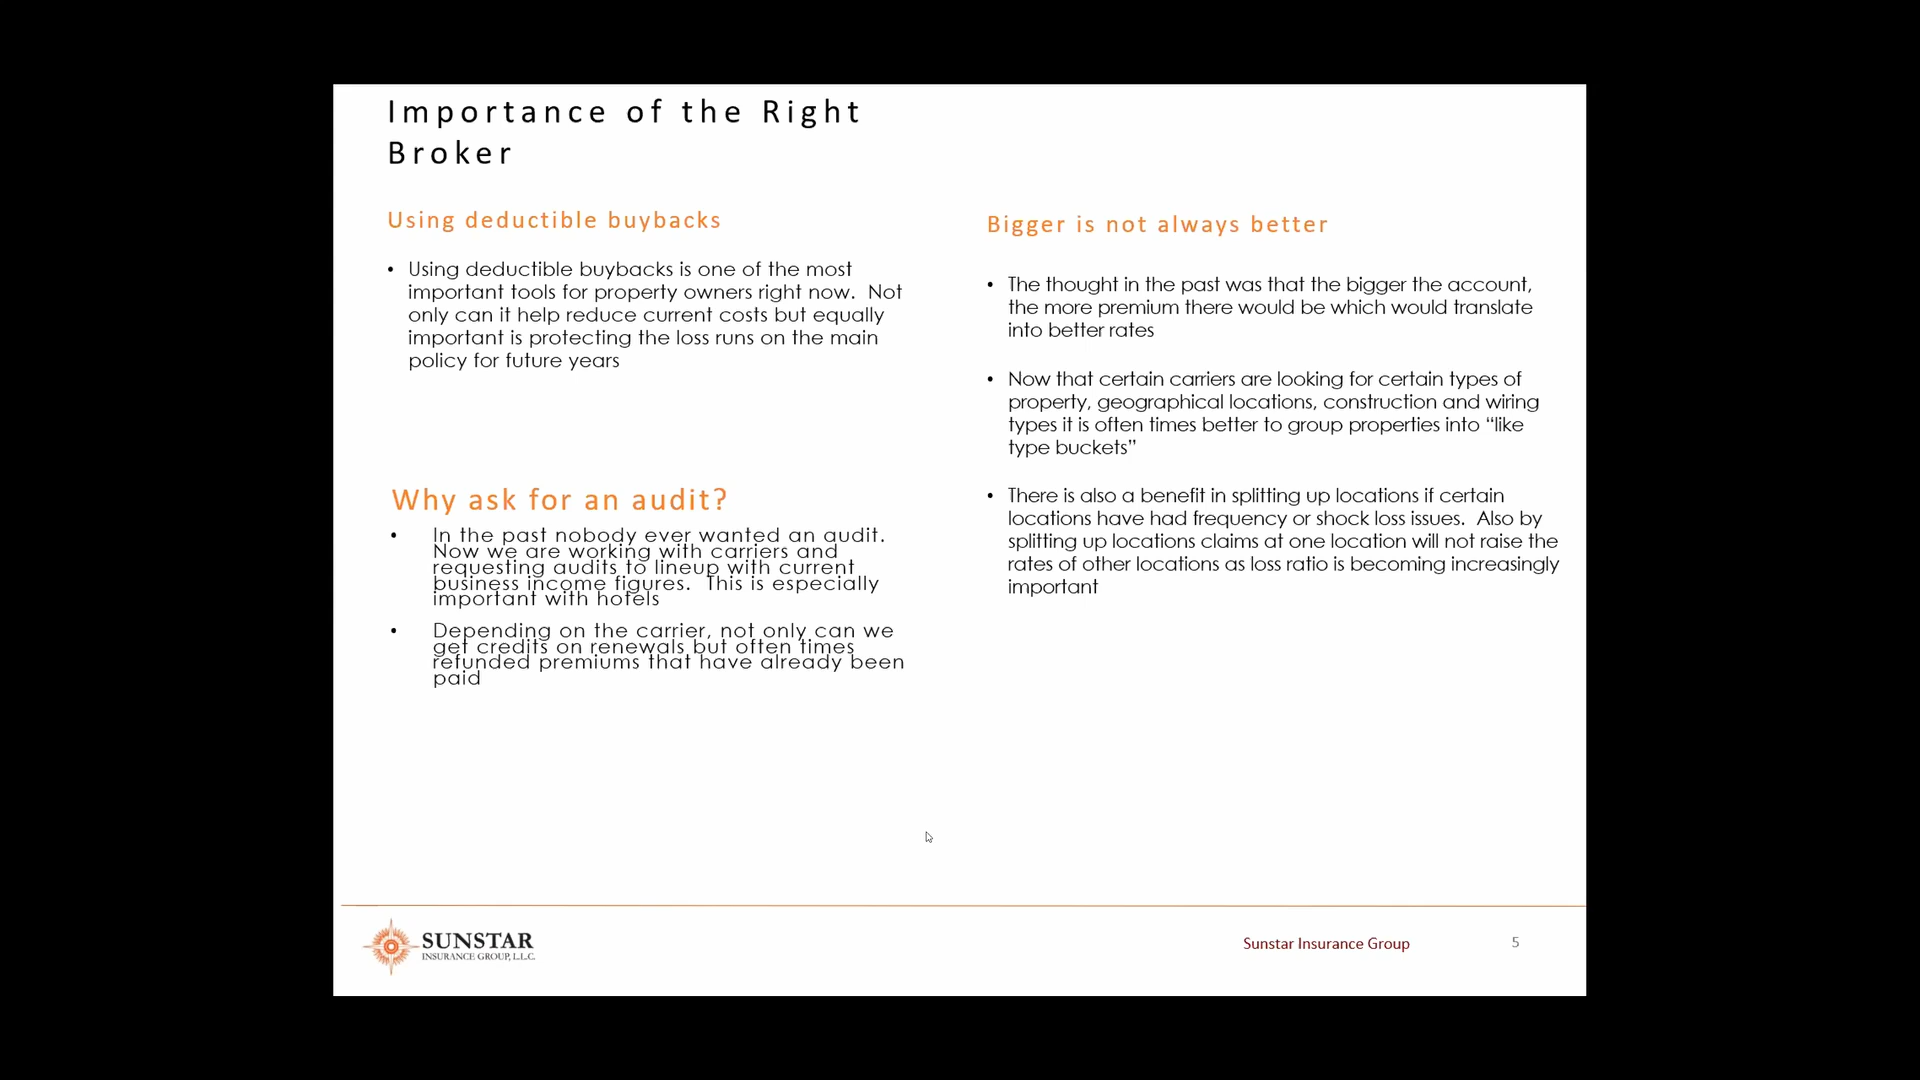 Importance of the Right
Broker
Using deductible buybacks
• Using deductible buybacks is one of the most
important tools for property owners right now.  Not
only can it help reduce current costs but equally
important is protecting the loss runs on the main
policy for future years
Why ask for an audit?
• In the past nobody ever wanted an audit.
Now we are working with carriers and
requesting audits to lineup with current
business income figures.  This is especially
important with hotels
• Depending on the carrier, not only can we
get credits on renewals but often times
refunded premiums that have already been
paid
Bigger is not always better
• The thought in the past was that the bigger the account,
the more premium there would be which would translate
into better rates
• Now that certain carriers are looking for certain types of
property, geographical locations, construction and wiring
types it is often times better to group properties into “like
type buckets”
• There is also a benefit in splitting up locations if certain
locations have had frequency or shock loss issues.  Also by
splitting up locations claims at one location will not raise the
rates of other locations as loss ratio is becoming increasingly
important
SUNSTAR
INSURANCE GROUP, L.L.C.
Sunstar Insurance Group
5